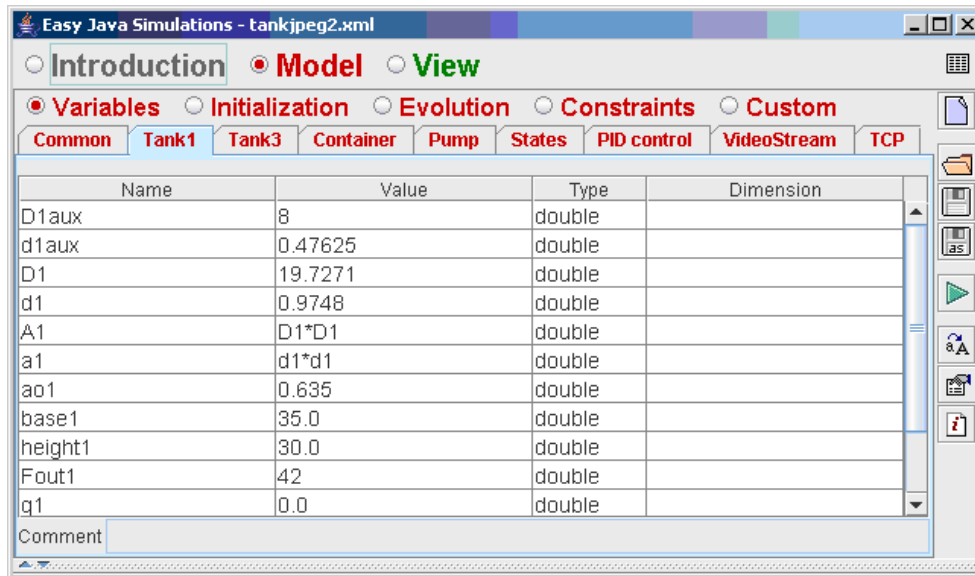 Easy Java Simulations - tankjpeg2.xml
Introduction Model View
Variables Initialization Evolution Constraints Custom
Common Tank1 Tank3 Container Pump States PID control VideoStream TCP
Name Value Type Dimension
D1aux 8 double
d1aux 0.47625 double
D1 19.7271 double
d1 0.9748 double
A1 D1*D1 double
a1 d1*d1 double
ao1 0.635 double
base1 35.0 double
height1 30.0 double
Fout1 42 double
q1 0.0 double
Comment
as
aA
i